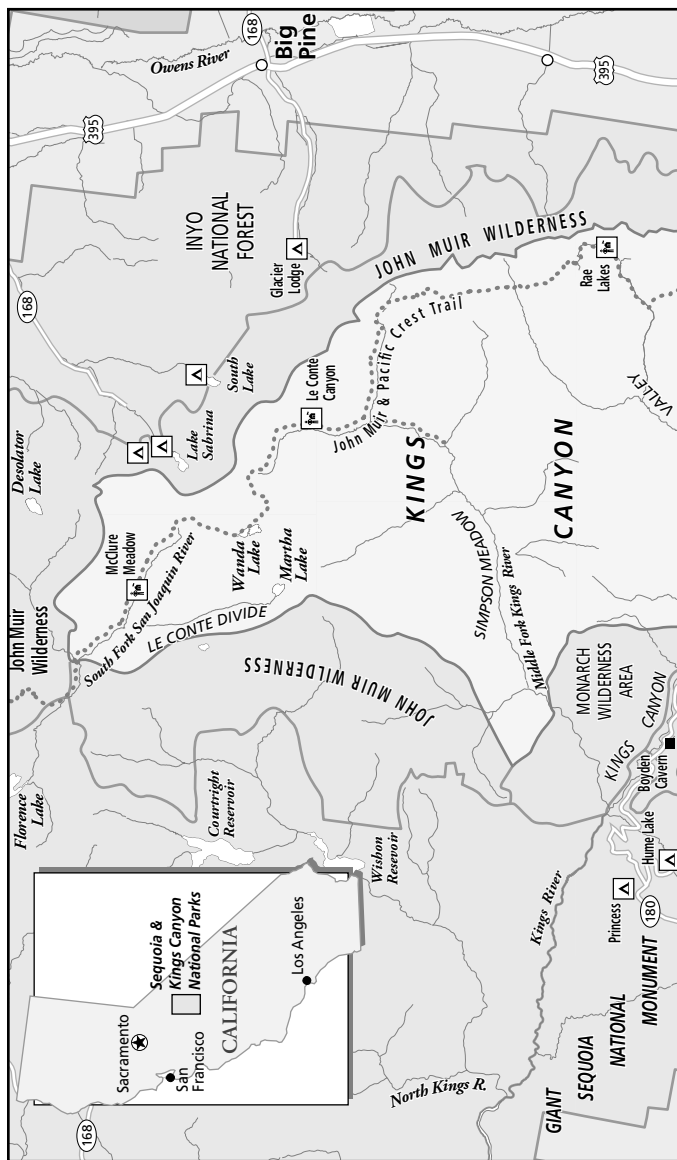 168
Sacramento
San
Francisco
Sequoia &
Kings Canyon
National Parks
CALIFORNIA
Los Angeles
Florence
Lake
Courtright
Reservoir
Wishon
Resevoir
North Kings R.
Kings River
GIANT
SEQUOIA
NATIONAL
MONUMENT
Princess
180
Hume Lake
Boyden
Cavern
KINGS CANYON
MONARCH
WILDERNESS
AREA
John Muir
Wilderness
South Fork San Joaquin River
McClure
Meadow
LE CONTE DIVIDE
JOHN MUIR WILDERNESS
Wanda
Lake
Martha
Lake
Desolator
Lake
Lake
Sabrina
South
Lake
168
Le Conte
Canyon
John Muir & Pacific Crest Trail
KINGS
CANYON
SIMPSON MEADOW
Middle Fork Kings River
INYO
NATIONAL
FOREST
Glacier
Lodge
JOHN MUIR WILDERNESS
Rae
Lakes
VALLEY
395
Owens River
168
Big
Pine
395